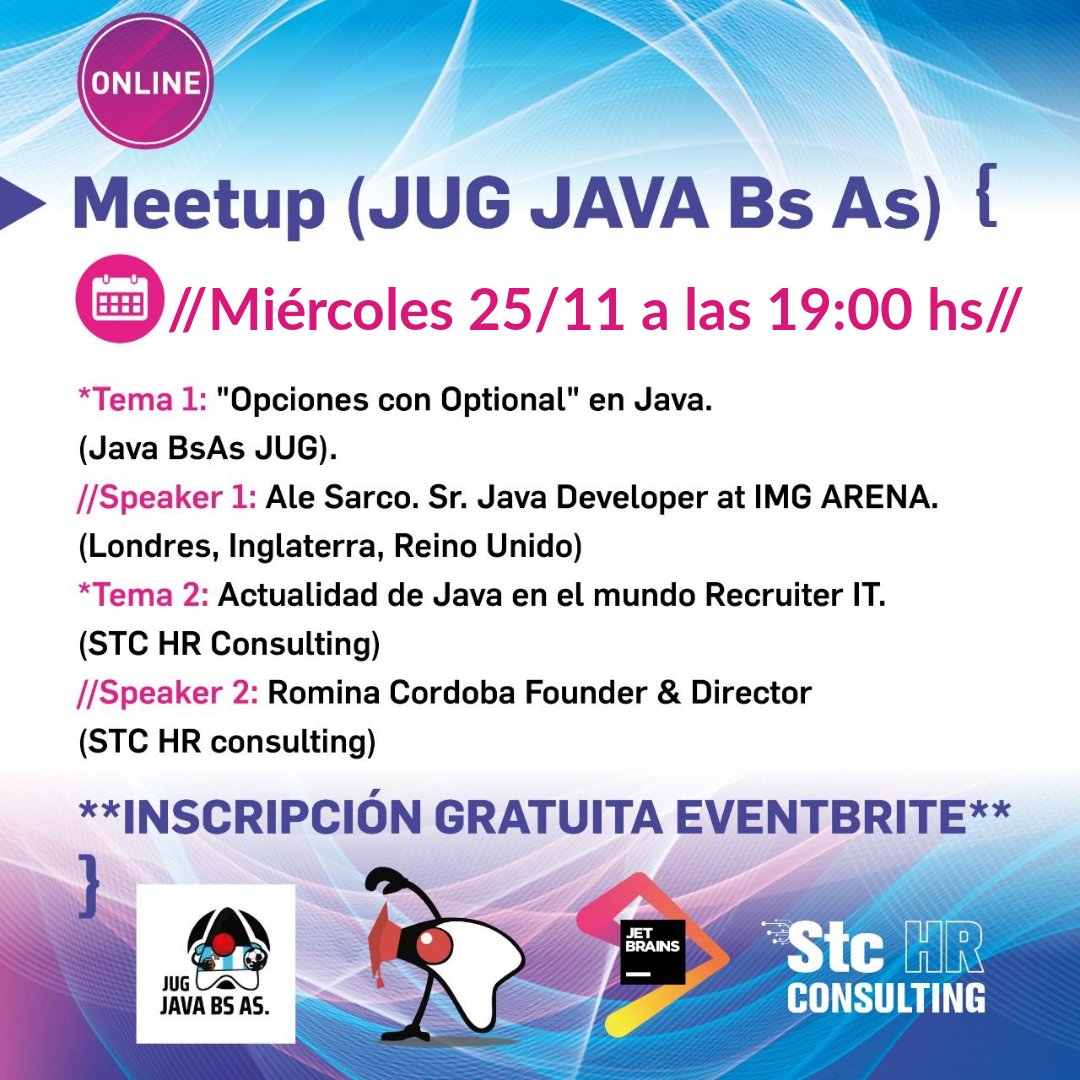 ONLINE
Meetup (JUG JAVA Bs As) {
//Miércoles 25/11 a las 19:00 hs//
*Tema 1: "Opciones con Optional" en Java.
(Java BsAs JUG).
//Speaker 1: Ale Sarco. Sr. Java Developer at IMG ARENA.
(Londres, Inglaterra, Reino Unido)
*Tema 2: Actualidad de Java en el mundo Recruiter IT.
(STC HR Consulting)
//Speaker 2: Romina Cordoba Founder & Director
(STC HR consulting)
**INSCRIPCIÓN GRATUITA EVENTBRITE**
}
JUG
JAVA BS AS.
JET
BRAINS
Stc HR
CONSULTING